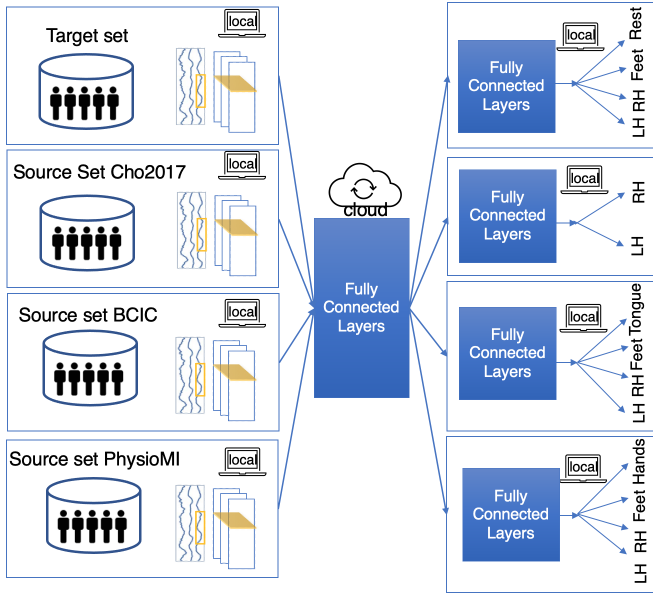 Target set
local
Source Set Cho2017
local
Source set BCIC
local
Source set PhysioMI
local
cloud
Fully
Connected
Layers
Fully
Connected
Layers
local
Rest
Feet
RH
LH
Fully
Connected
Layers
local
RH
LH
Fully
Connected
Layers
local
Tongue
Feet
RH
LH
Fully
Connected
Layers
local
Hands
Feet
RH
LH